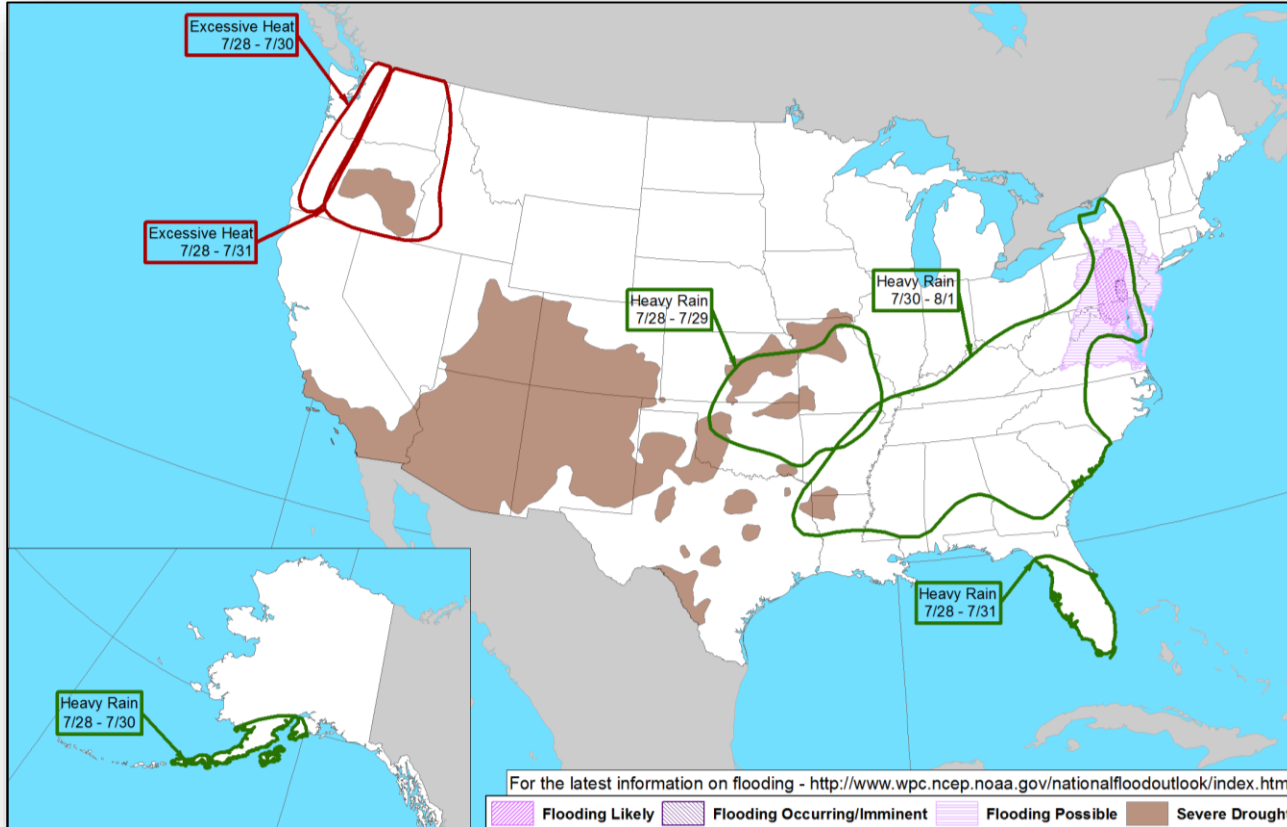 Excessive Heat
7/28 - 7/30
Excessive Heat
7/28 - 7/31
Heavy Rain
7/28 - 7/29
Heavy Rain
7/30 - 8/1
Heavy Rain
7/28 - 7/31
Heavy Rain
7/28 - 7/30
For the latest information on flooding - http://www.wpc.ncep.noaa.gov/nationalfloodoutlook/index.htm
Flooding Likely Flooding Occurring/Imminent Flooding Possible Severe Drought